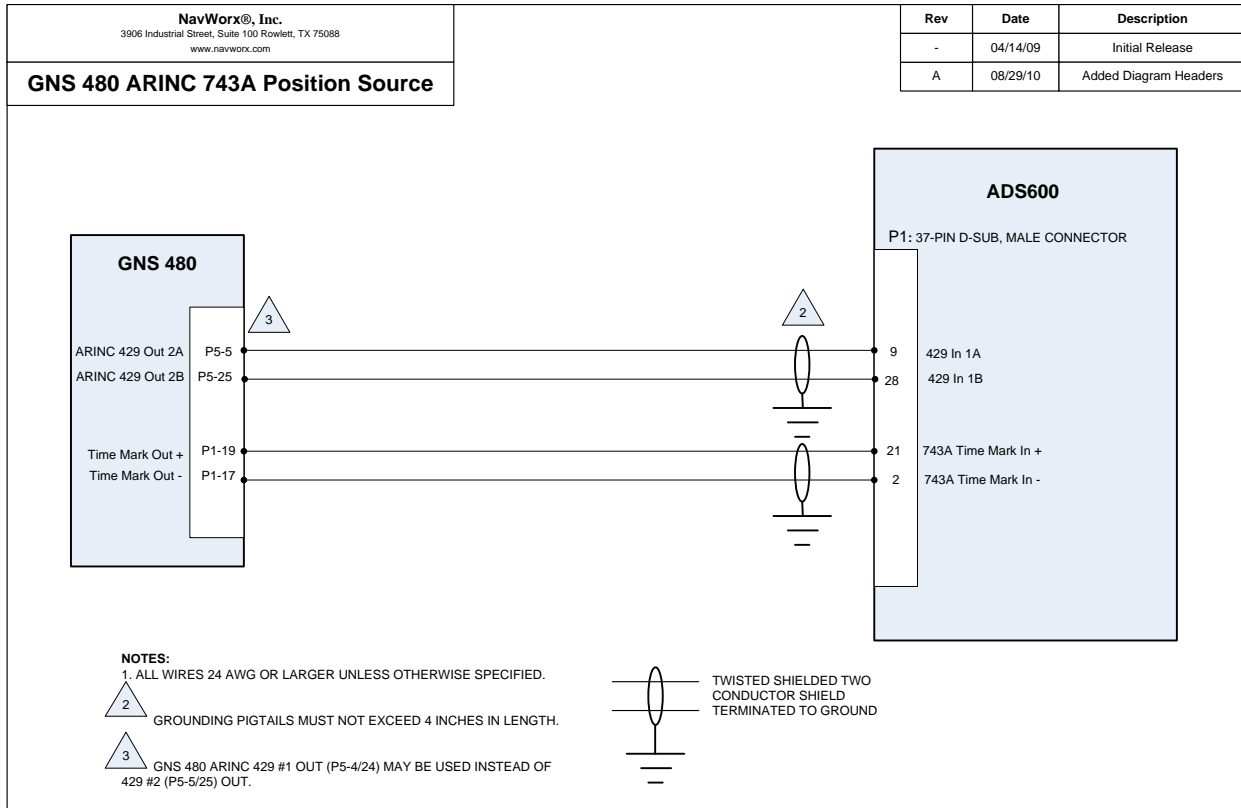 NavWorx®, Inc.
3906 Industrial Street, Suite 100 Rowlett, TX 75088
www.navworx.com
GNS 480 ARINC 743A Position Source
Rev Date Description
- 04/14/09 Initial Release
A 08/29/10 Added Diagram Headers
ADS600
P1: 37-PIN D-SUB, MALE CONNECTOR
GNS 480
3
2
ARINC 429 Out 2A P5-5 9 429 In 1A
ARINC 429 Out 2B P5-25 28 429 In 1B
Time Mark Out + P1-19 21 743A Time Mark In +
Time Mark Out - P1-17 2 743A Time Mark In -
NOTES:
1. ALL WIRES 24 AWG OR LARGER UNLESS OTHERWISE SPECIFIED.
2 GROUNDING PIGTAILS MUST NOT EXCEED 4 INCHES IN LENGTH.
3 GNS 480 ARINC 429 #1 OUT (P5-4/24) MAY BE USED INSTEAD OF
429 #2 (P5-5/25) OUT.
TWISTED SHIELDED TWO
CONDUCTOR SHIELD
TERMINATED TO GROUND